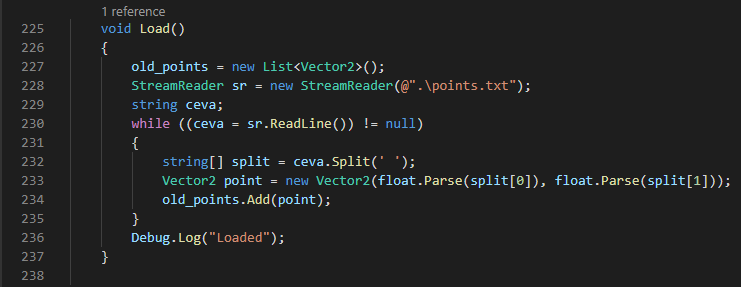 1 reference
225 void Load()
226 {
227 old_points = new List<Vector2>();
228 StreamReader sr = new StreamReader(@".\points.txt");
229 string ceva;
230 while ((ceva = sr.ReadLine()) != null)
231 {
232 string[] split = ceva.Split(' ');
233 Vector2 point = new Vector2(float.Parse(split[0]), float.Parse(split[1]));
234 old_points.Add(point);
235 }
236 Debug.Log("Loaded");
237 }
238